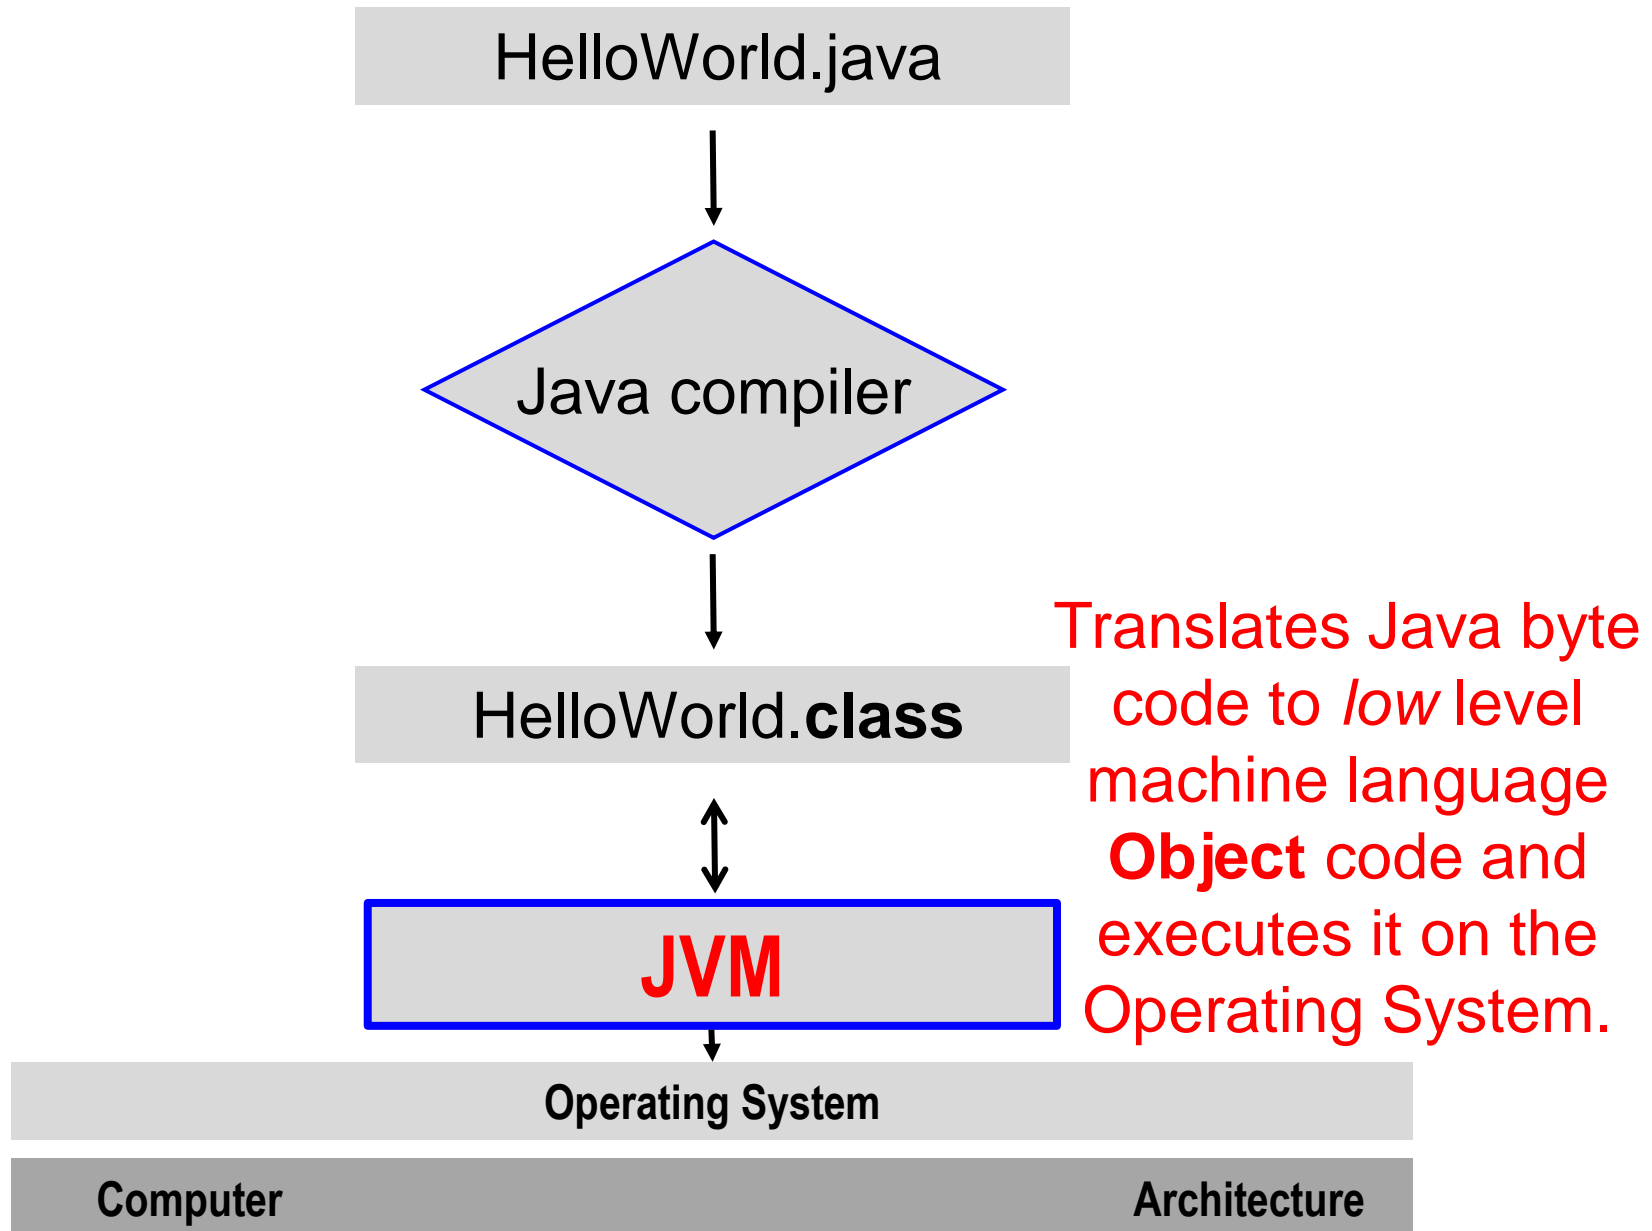 HelloWorld.java
Java compiler
HelloWorld.class
Translates Java byte
code to low level
machine language
Object code and
executes it on the
Operating System.
JVM
Operating System
Computer Architecture